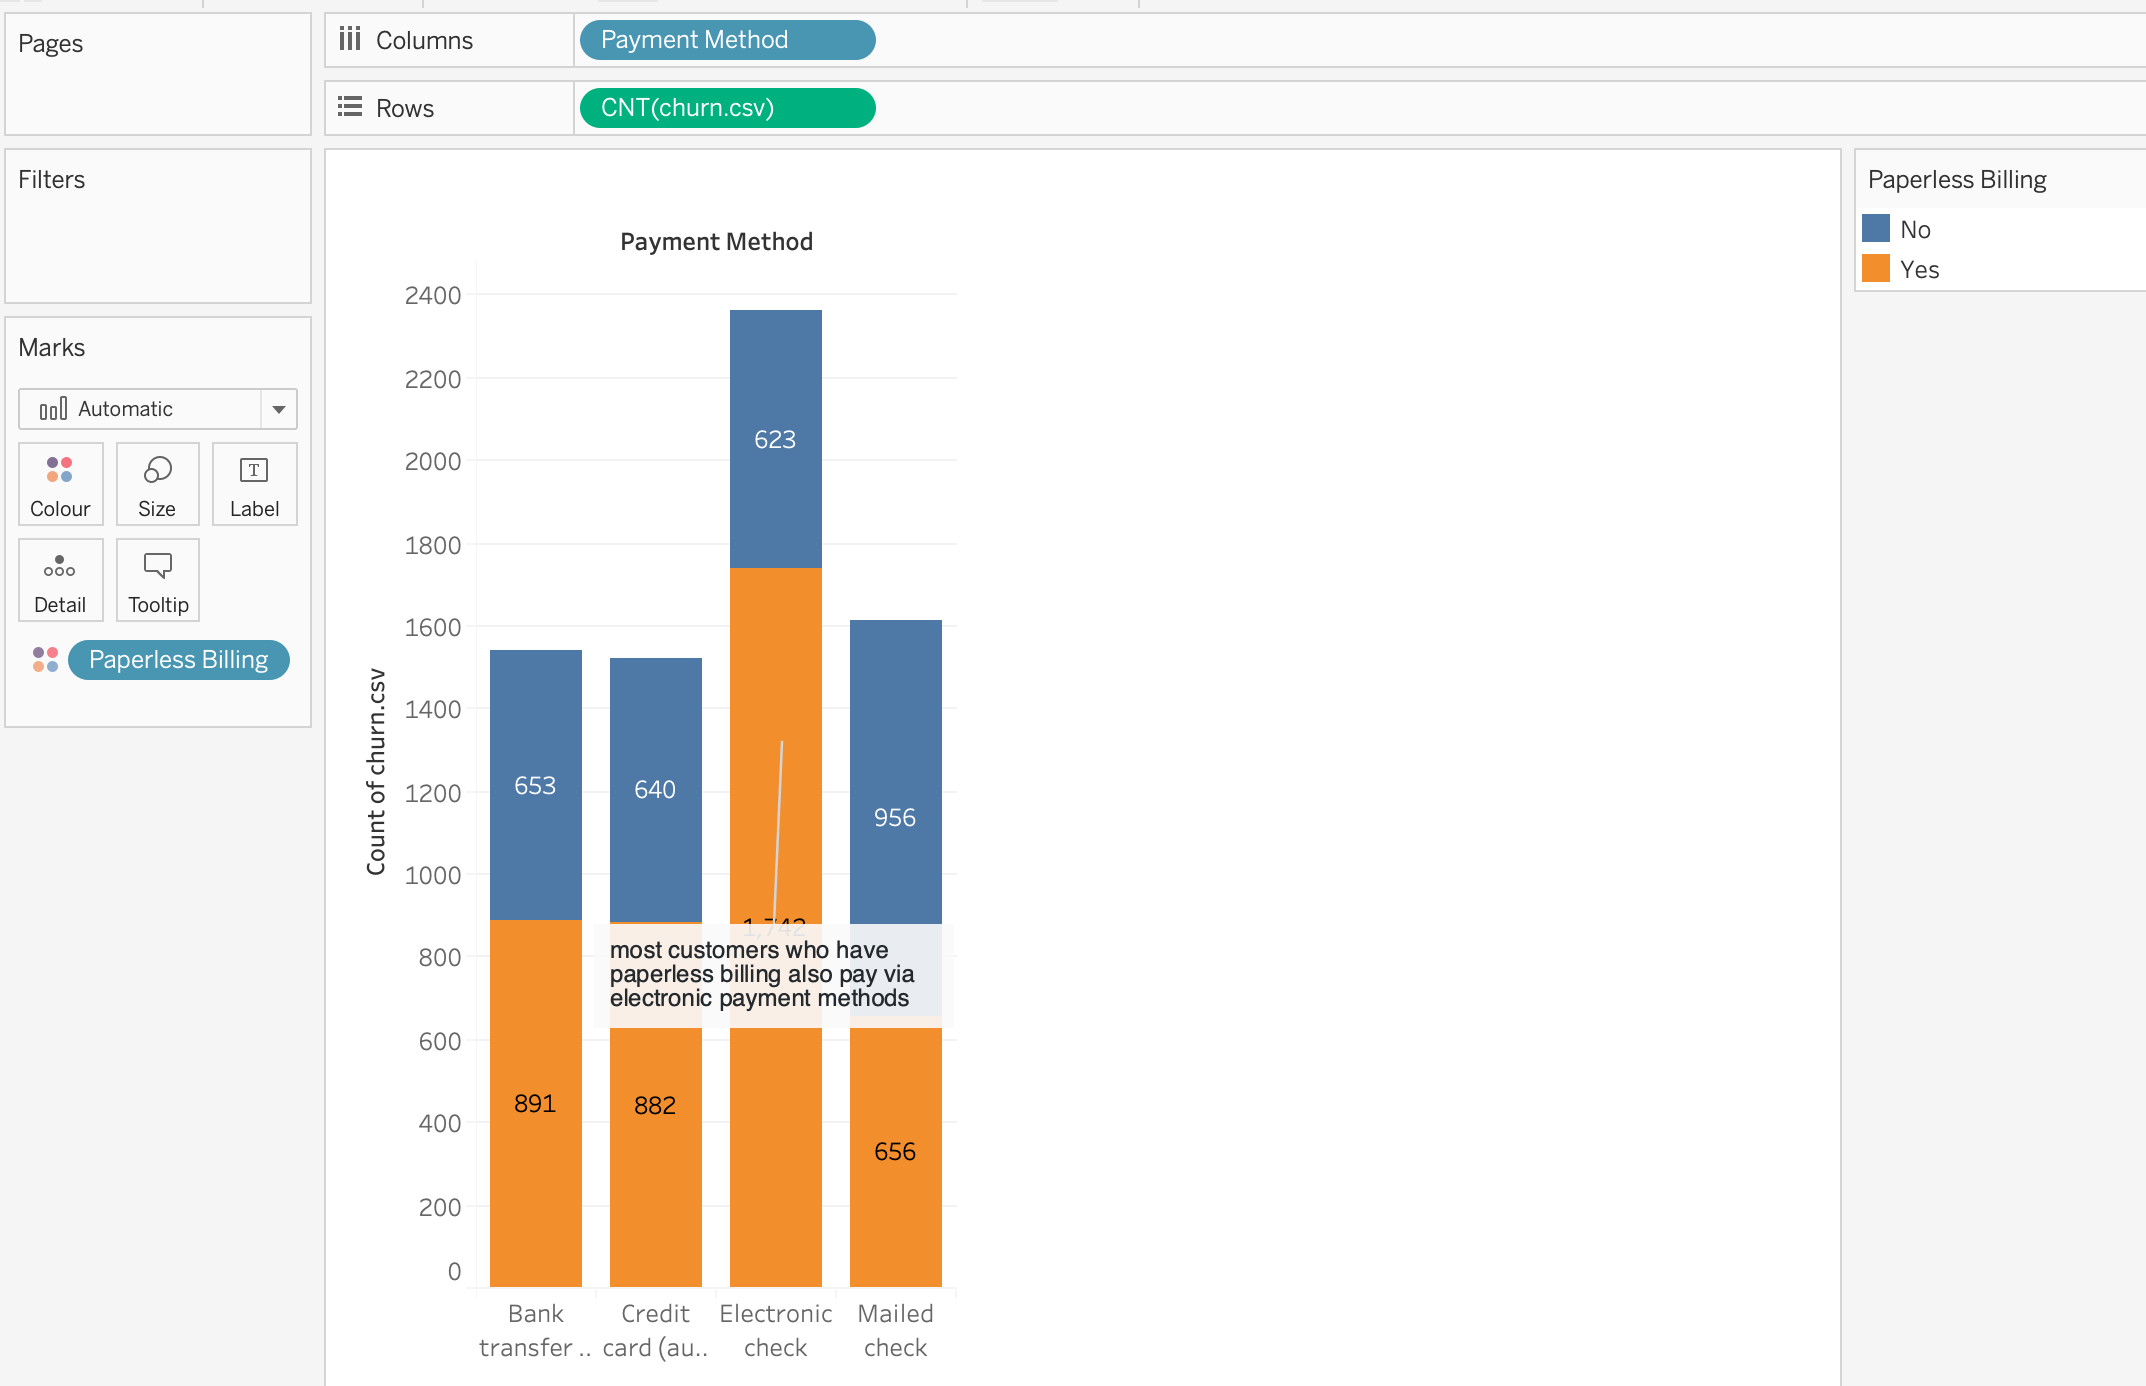 Pages
Columns
Payment Method
Rows
CNT(churn.csv)
Filters
Marks
Automatic
Colour
Size
Label
Detail
Tooltip
Paperless Billing
Payment Method
Count of churn.csv
2400
2200
2000
1800
1600
1400
1200
1000
800
600
400
200
0
653
891
640
882
623
1,742
956
656
most customers who have
paperless billing also pay via
electronic payment methods
Bank
transfer ..
Credit
card (au..
Electronic
check
Mailed
check
Paperless Billing
No
Yes